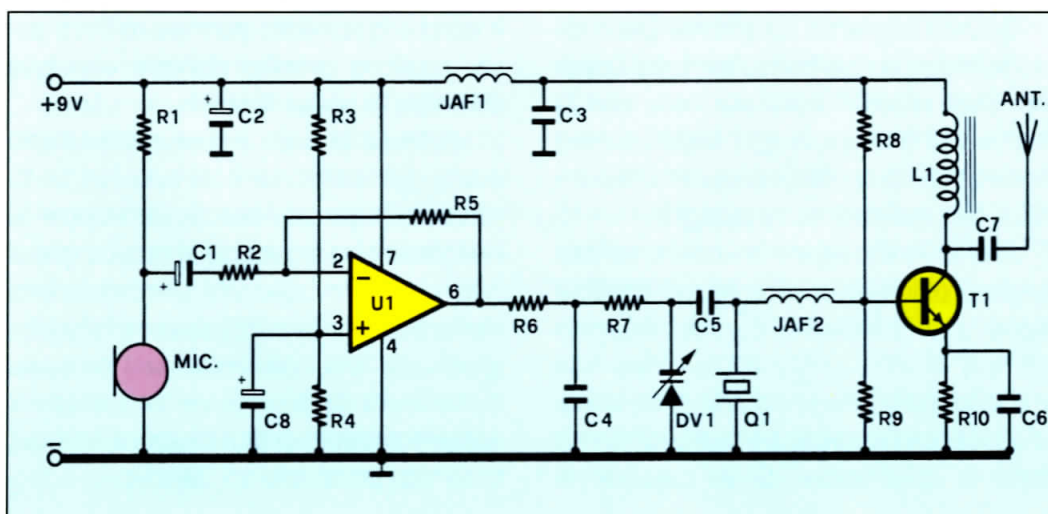 +9V
R1
C2
R3
JAF1
C3
R8
ANT.
L1
R5
C7
C1
R2
2
7
6
U1
3
4
T1
R6
R7
C5
JAF2
MIC.
C8
R4
C4
DV1
Q1
R9
R10
C6